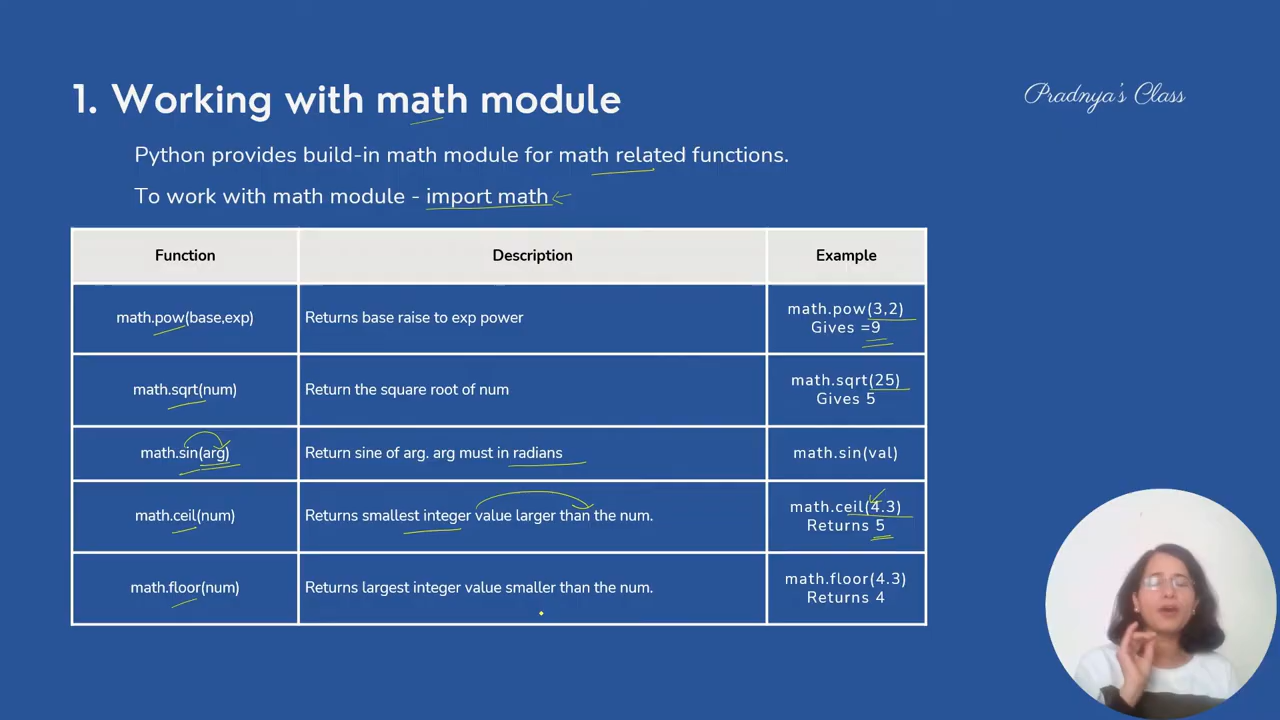 1. Working with math module
Pradnya's Class
Python provides build-in math module for math related functions.
To work with math module - import math
Function Description Example
math.pow(base,exp) Returns base raise to exp power math.pow(3,2)
Gives =9
math.sqrt(num) Return the square root of num math.sqrt(25)
Gives 5
math.sin(arg) Return sine of arg. arg must in radians math.sin(val)
math.ceil(num) Returns smallest integer value larger than the num. math.ceil(4.3)
Returns 5
math.floor(num) Returns largest integer value smaller than the num. math.floor(4.3)
Returns 4